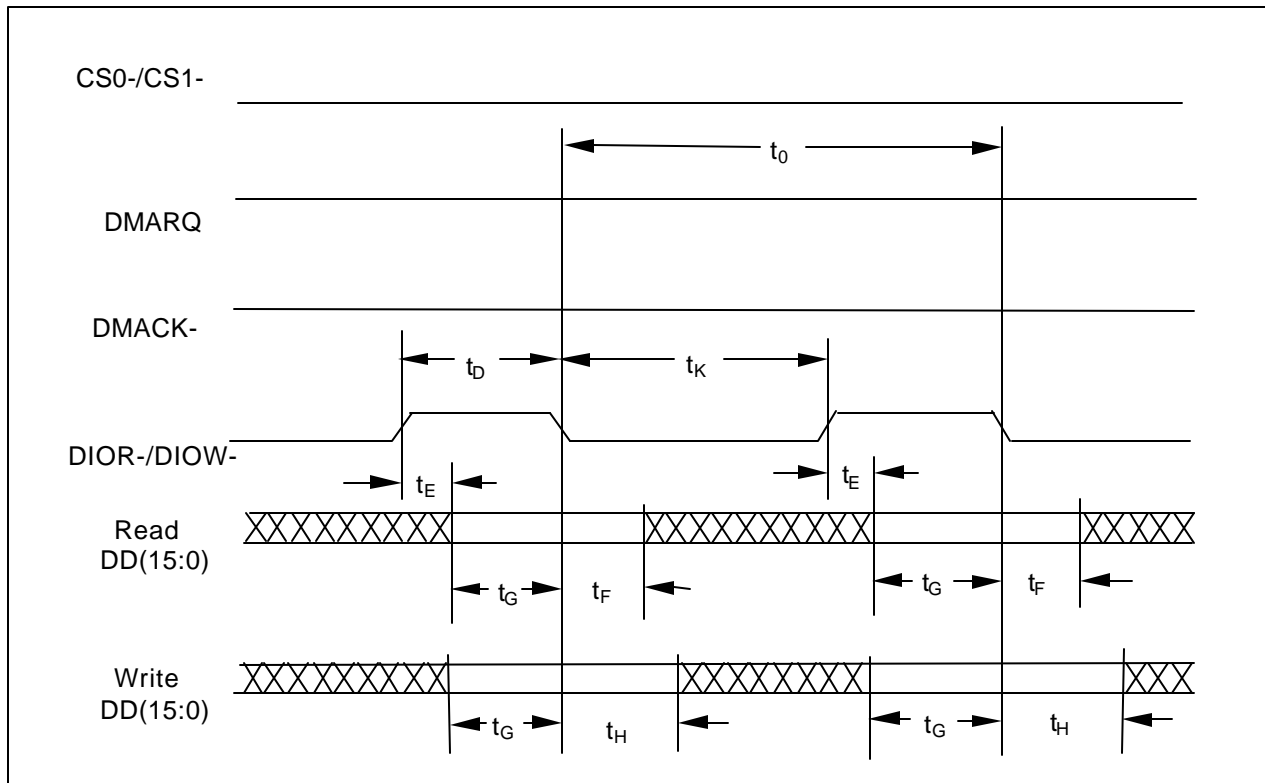 CS0-/CS1-
t0
DMARQ
DMACK-
tD
tK
DIOR-/DIOW-
tE
tE
Read
DD(15:0)
tG
tF
tG
tF
Write
DD(15:0)
tG
tH
tG
tH